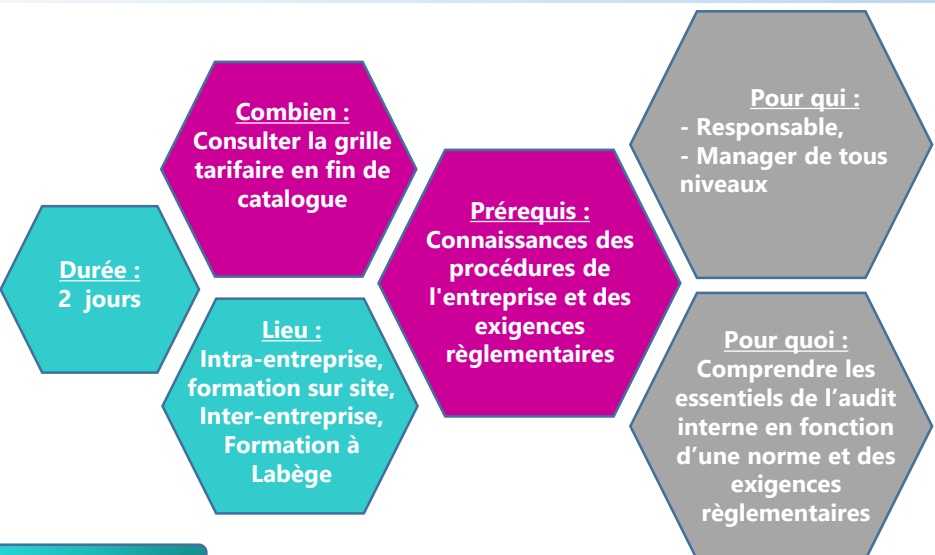 Durée :
2 jours
Combien :
Consulter la grille
tarifaire en fin de
catalogue
Lieu :
Intra-entreprise,
formation sur site,
Inter-entreprise,
Formation à
Labège
Prérequis :
Connaissances des
procédures de
l'entreprise et des
exigences
règlementaires
Pour qui :
- Responsable,
- Manager de tous
niveaux
Pour quoi :
Comprendre les
essentiels de l’audit
interne en fonction
d’une norme et des
exigences
règlementaires